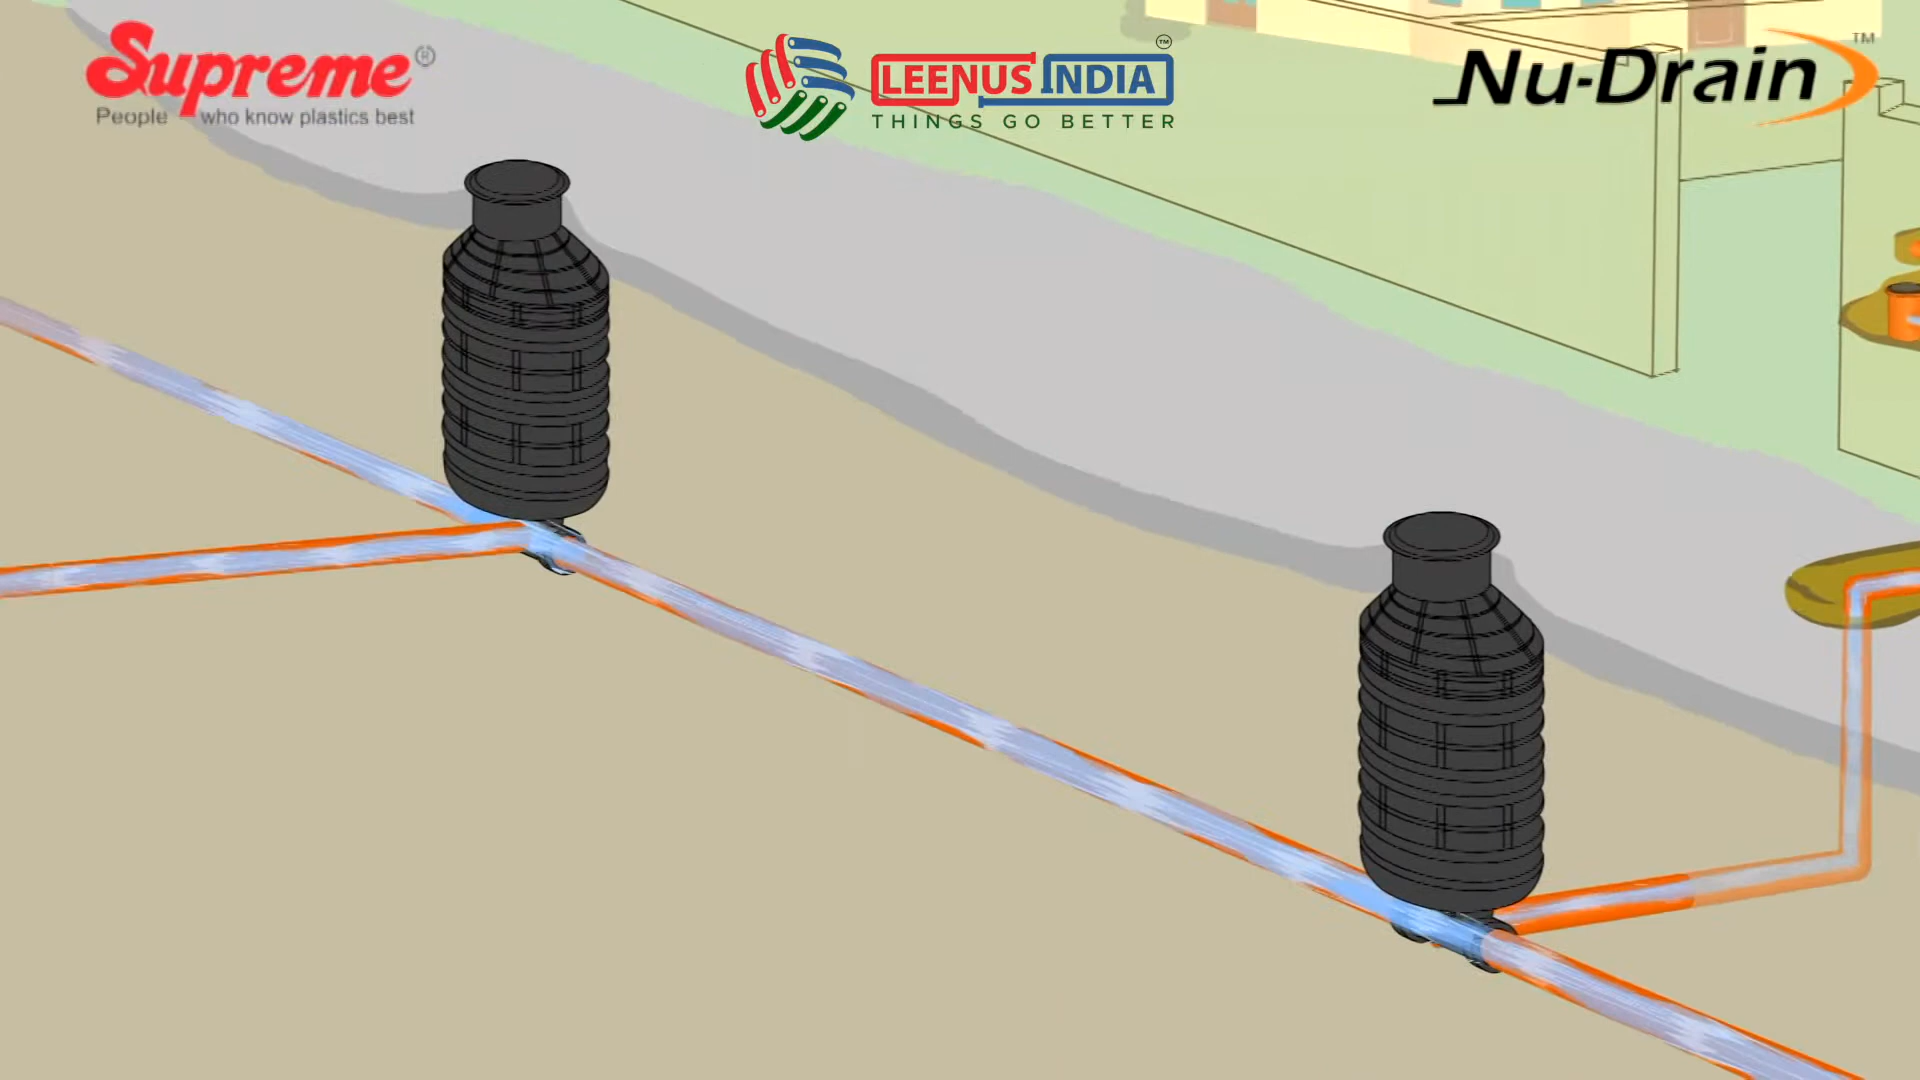 Supreme®
People who know plastics best
LEENUS INDIA™
THINGS GO BETTER
Nu-Drain™